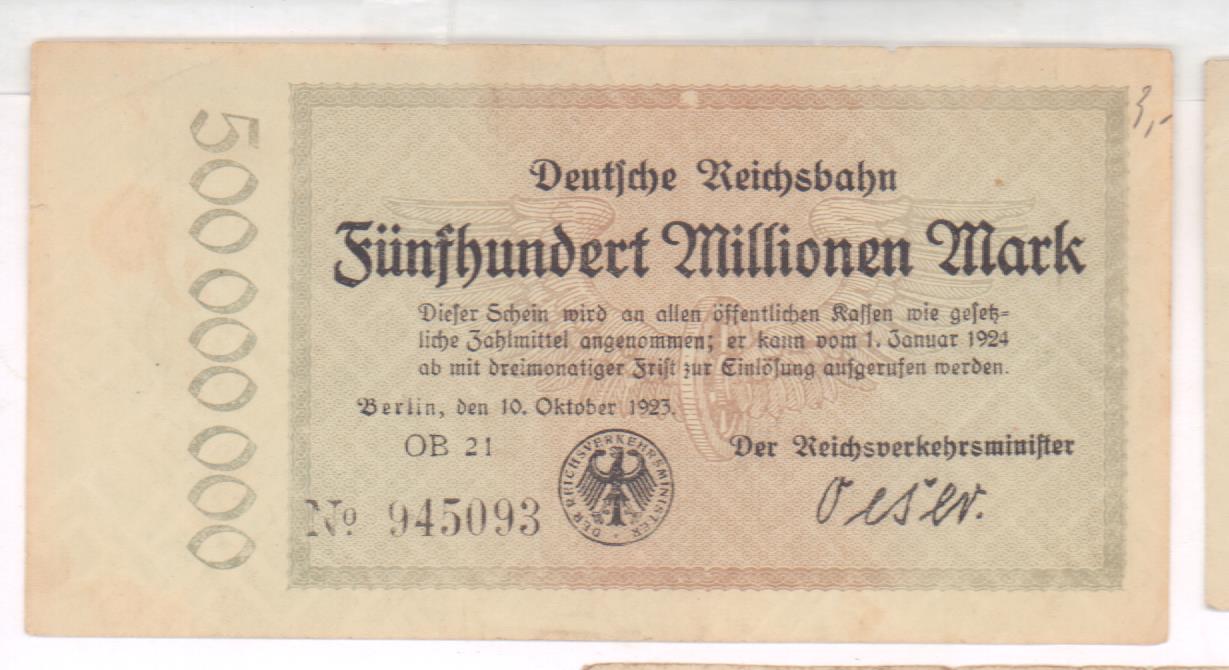 500000000
3,-
Deutsche Reichsbahn
Fünfhundert Millionen Mark
Dieser Schein wird an allen öffentlichen Kassen wie gesetz=
liche Zahlmittel angenommen; er kann vom 1. Januar 1924
ab mit dreimonatiger Frist zur Einlösung aufgerufen werden.
Berlin, den 10. Oktober 1923.
OB 21
Der Reichsverkehrsminister
DER REICHSVERKEHRSMINISTER
No 945093
Oeser.